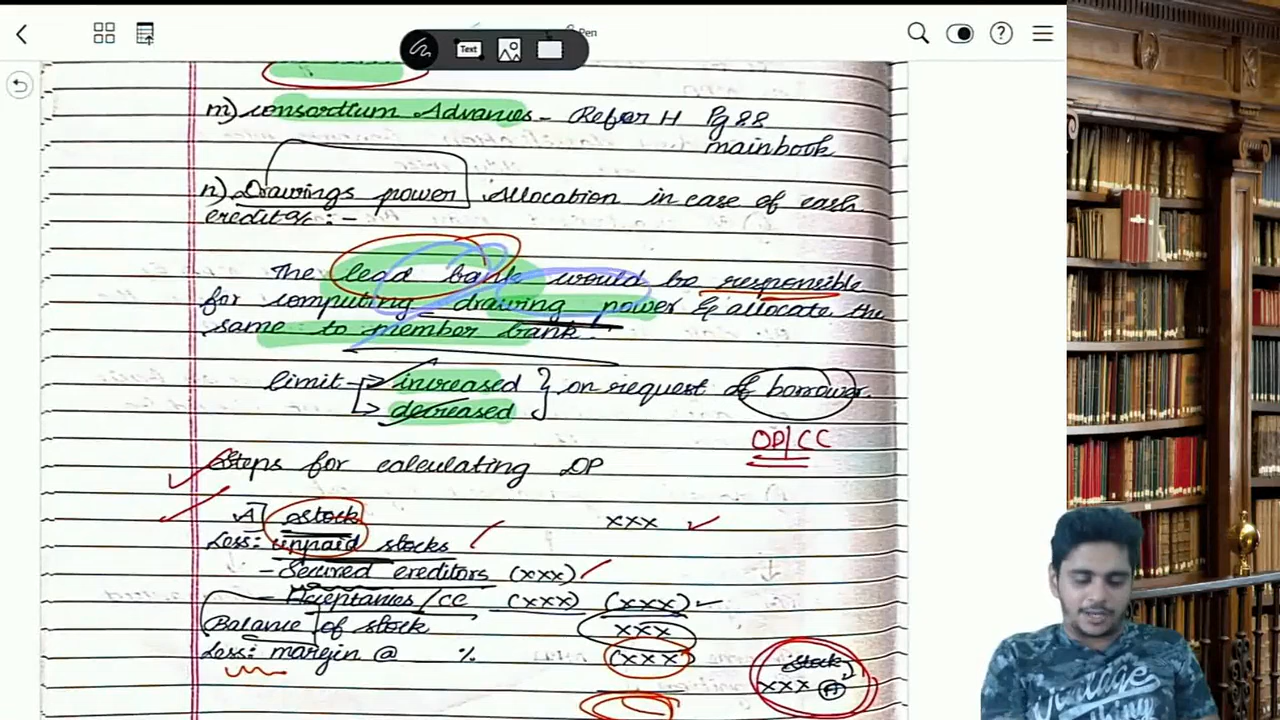 Pen
Text
m) Consortium Advances - Refer H Pg 88
mainbook
n) Drawings power allocation in case of cash
credit%: -
The lead bank would be responsible
for computing drawing power & allocate the
same to member bank.
limit → increased } on request of borrower.
→ decreased
OD/CC
Steps for calculating DP
A] stock xxx
Less: unpaid stocks
- Secured creditors (xxx)
- Acceptances/CC (xxx) (xxx)
Balance of stock xxx
Less: margin @ % (xxx)
stock
xxx A